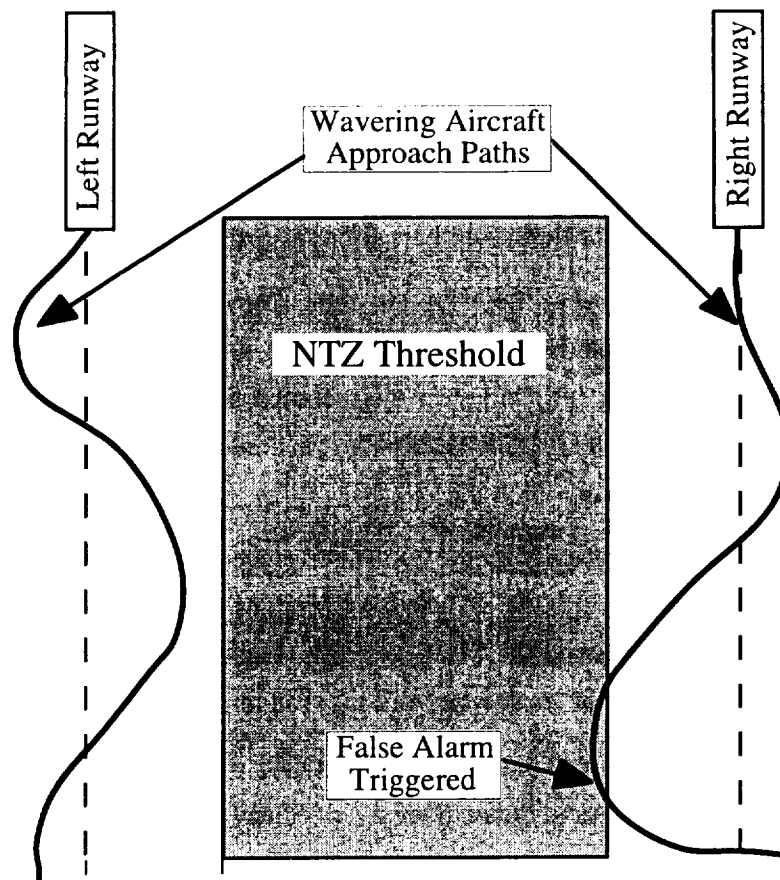 Left Runway
Wavering Aircraft
Approach Paths
Right Runway
NTZ Threshold
False Alarm
Triggered